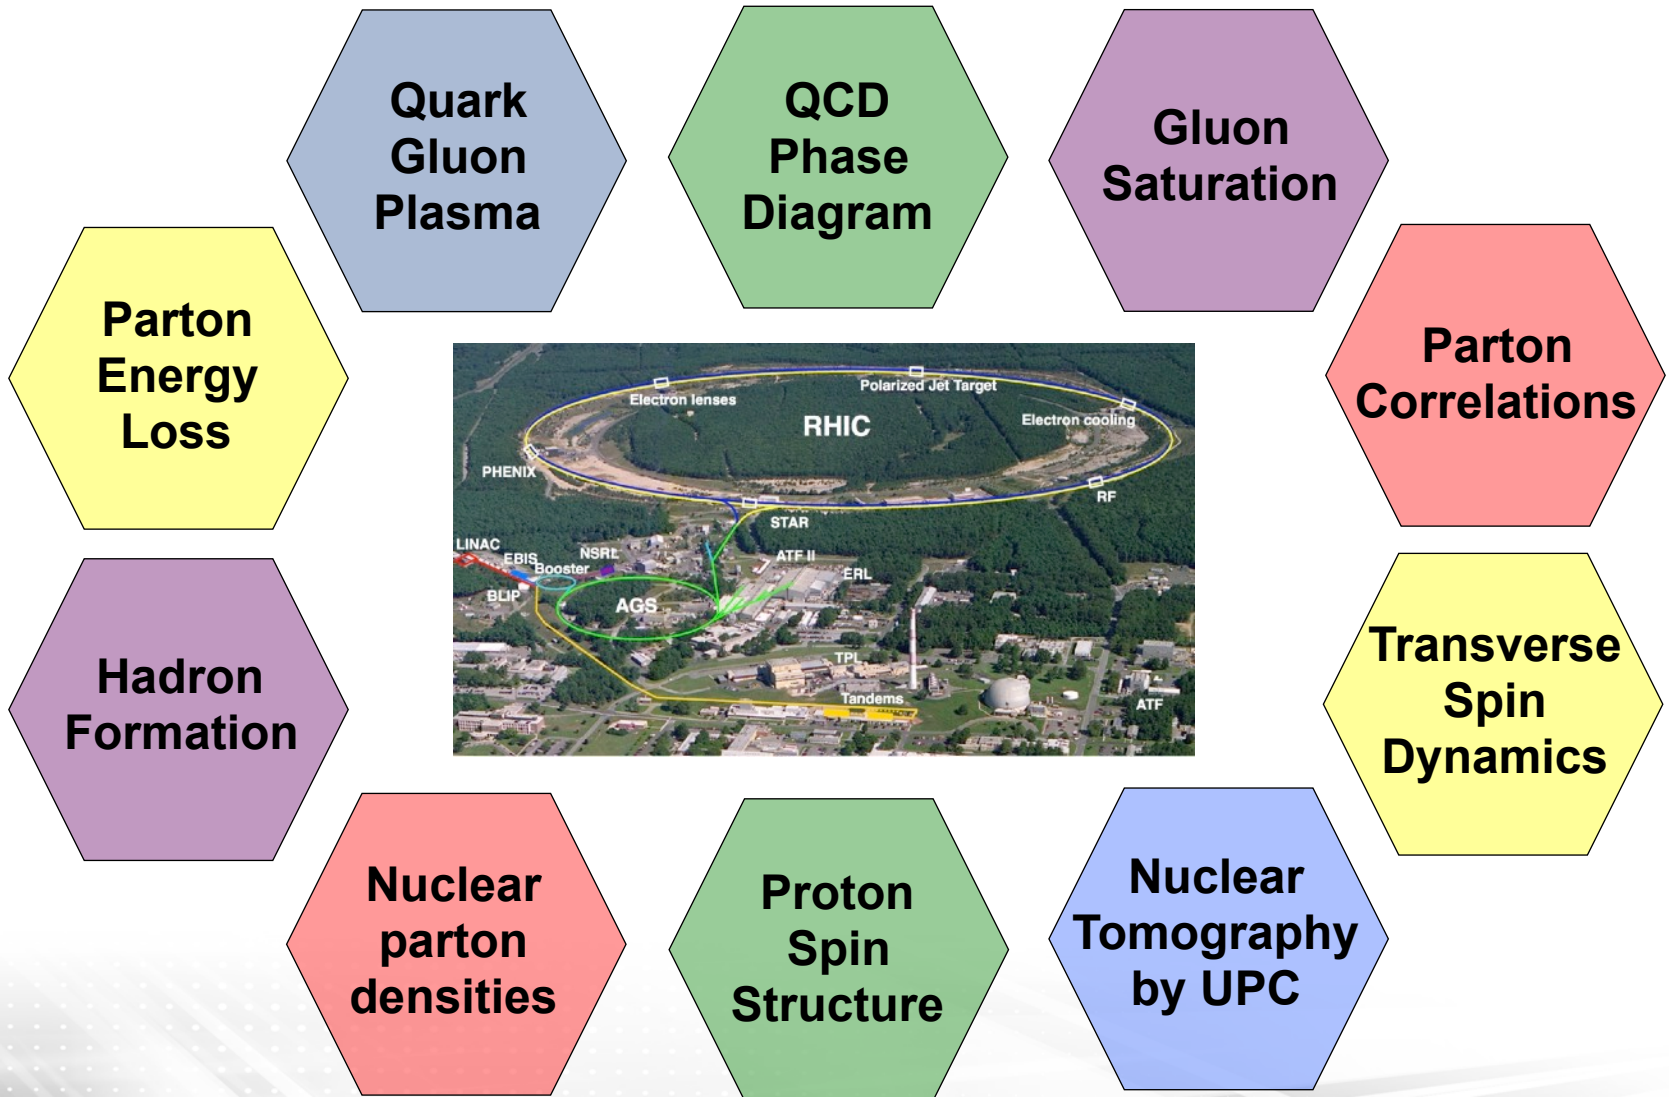 Quark
Gluon
Plasma
QCD
Phase
Diagram
Gluon
Saturation
Parton
Energy
Loss
Parton
Correlations
Electron lenses
Polarized Jet Target
Electron cooling
RHIC
PHENIX
RF
STAR
LINAC
EBIS
NSRL
ATF II
Booster
ERL
BLIP
AGS
TPL
Tandems
ATF
Hadron
Formation
Transverse
Spin
Dynamics
Nuclear
parton
densities
Proton
Spin
Structure
Nuclear
Tomography
by UPC